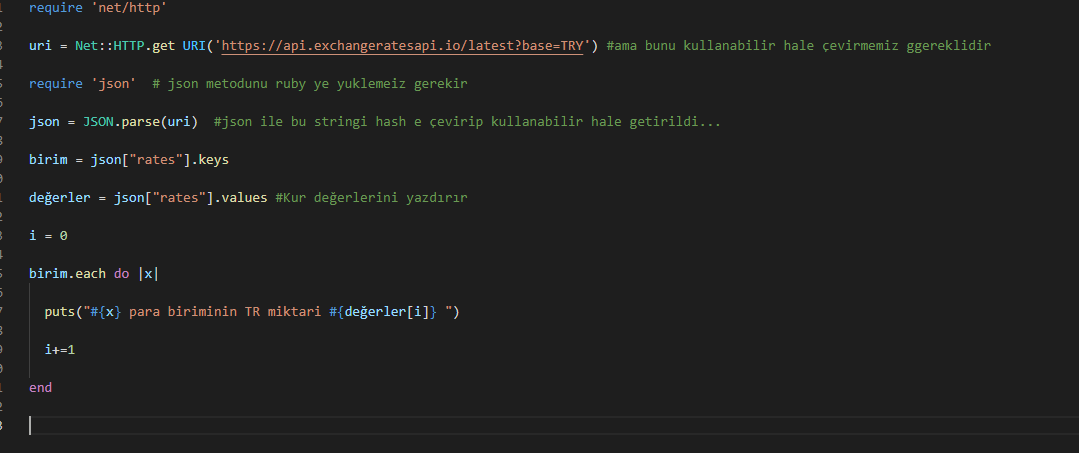 require 'net/http'
uri = Net::HTTP.get URI('https://api.exchangeratesapi.io/latest?base=TRY') #ama bunu kullanabilir hale çevirmemiz ggereklidir
require 'json'  # json metodunu ruby ye yuklemeiz gerekir
json = JSON.parse(uri)  #json ile bu stringi hash e çevirip kullanabilir hale getirildi...
birim = json["rates"].keys
değerler = json["rates"].values #Kur değerlerini yazdırır
i = 0
birim.each do |x|
puts("#{x} para biriminin TR miktari #{değerler[i]} ")
i+=1
end